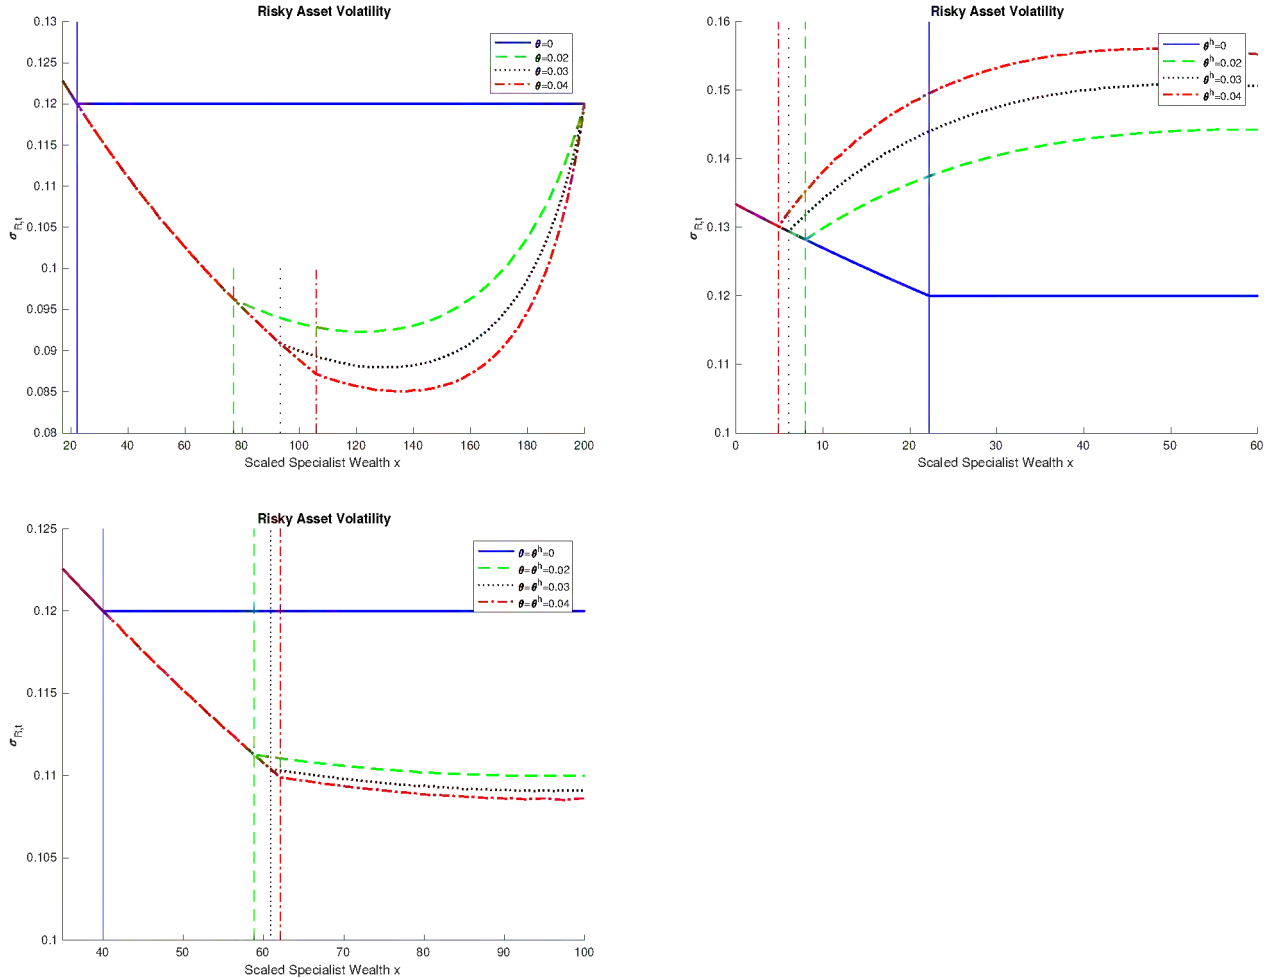 Risky Asset Volatility
0.13
0.125
0.12
0.115
0.11
0.105
0.1
0.095
0.09
0.085
0.08
σR,t
20 40 60 80 100 120 140 160 180 200
Scaled Specialist Wealth x
θ=0
θ=0.02
θ=0.03
θ=0.04
Risky Asset Volatility
0.16
0.15
0.14
0.13
0.12
0.11
0.1
σR,t
0 10 20 30 40 50 60
Scaled Specialist Wealth x
θh=0
θh=0.02
θh=0.03
θh=0.04
Risky Asset Volatility
0.125
0.120
0.115
0.110
0.105
0.1
σR,t
40 50 60 70 80 90 100
Scaled Specialist Wealth x
θ=θh=0
θ=θh=0.02
θ=θh=0.03
θ=θh=0.04